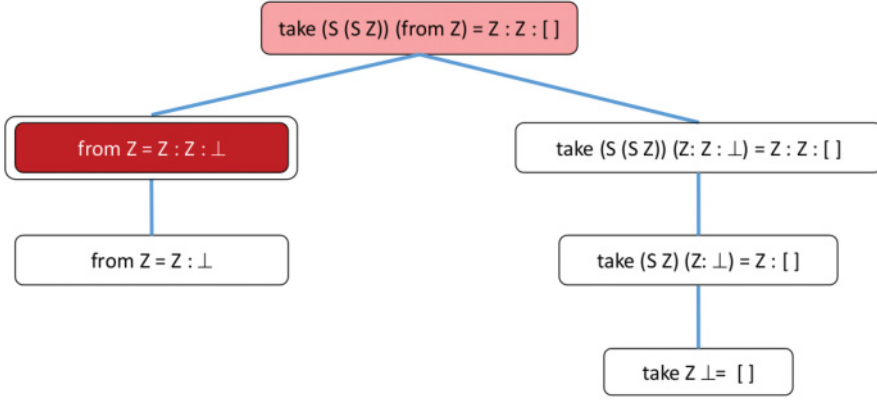 take (S (S Z)) (from Z) = Z : Z : [ ]
from Z = Z : Z : ⊥
take (S (S Z)) (Z: Z : ⊥) = Z : Z : [ ]
from Z = Z : ⊥
take (S Z) (Z: ⊥) = Z : [ ]
take Z ⊥= [ ]